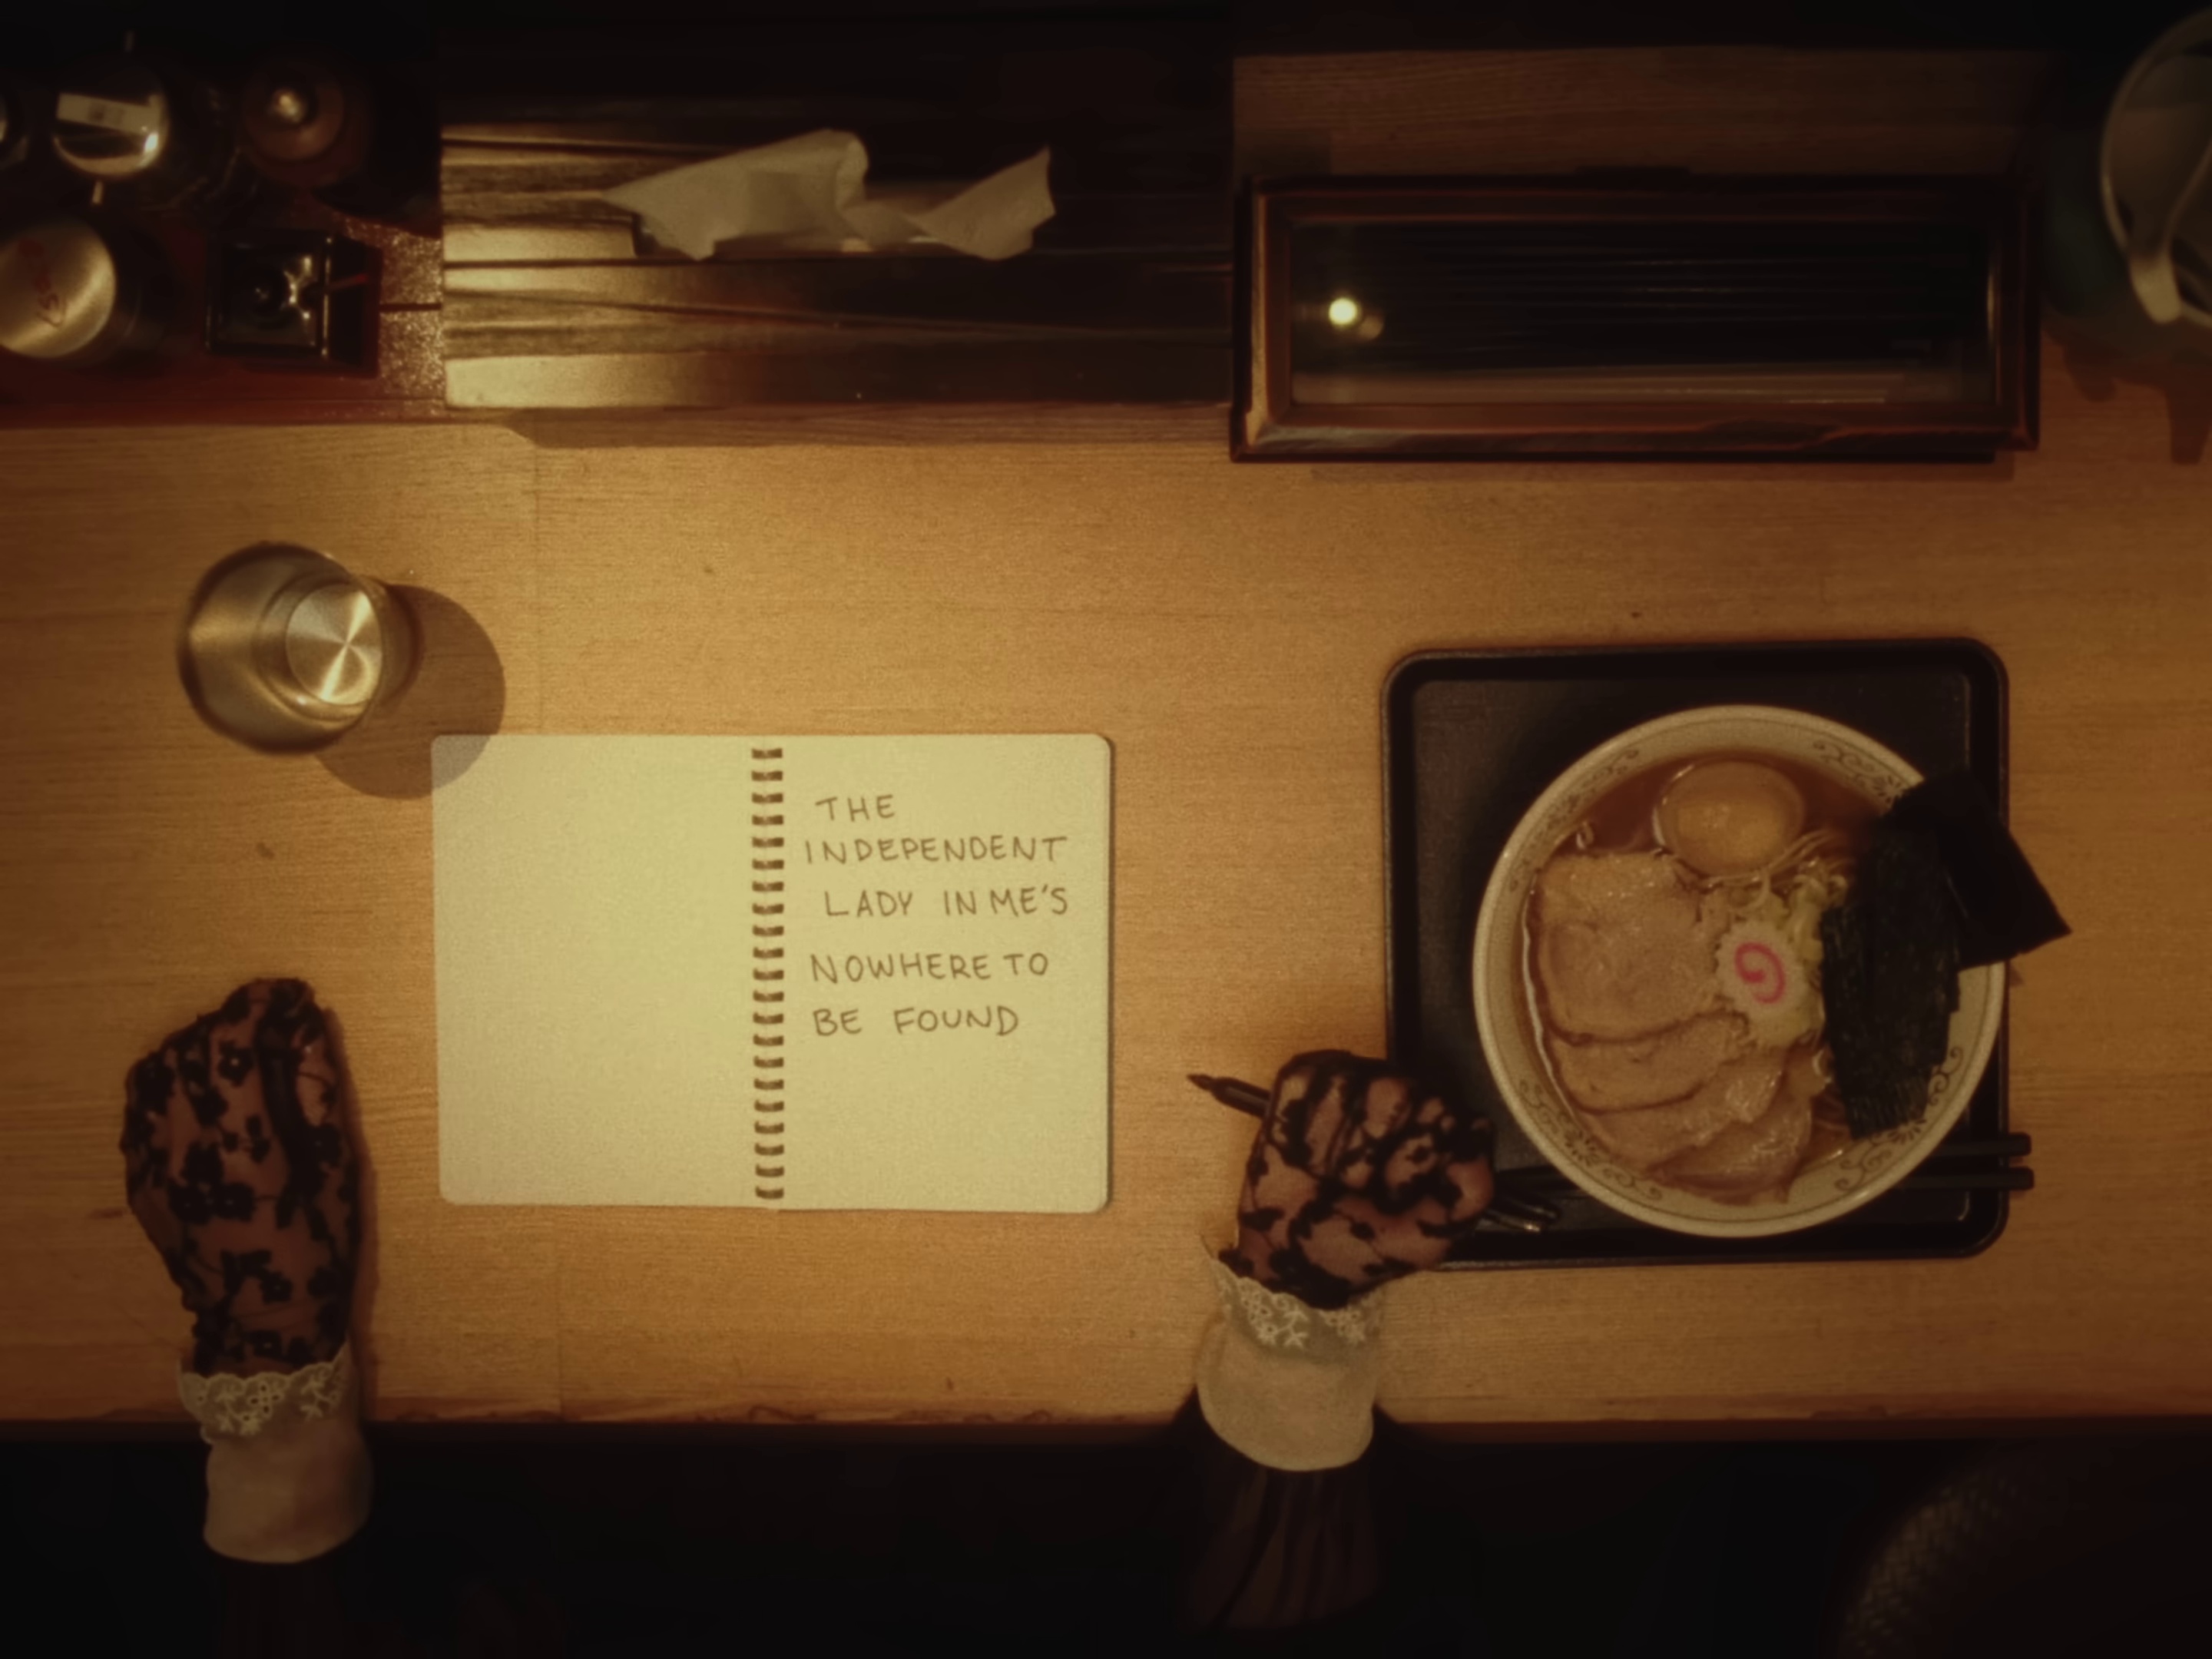 THE
INDEPENDENT
LADY IN ME'S
NOWHERE TO
BE FOUND